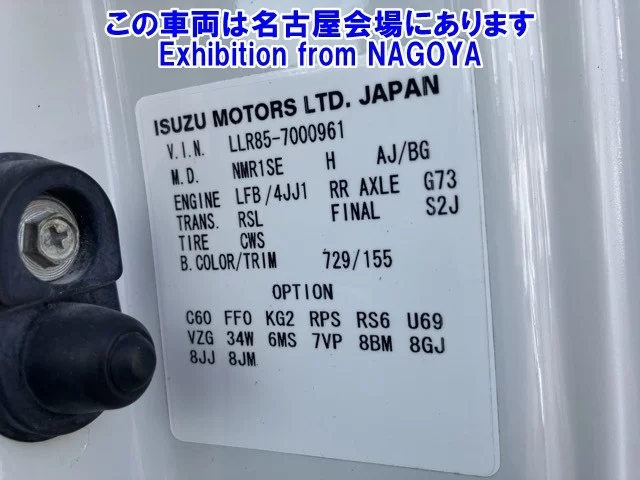 この車両は名古屋会場にあります
Exhibition from NAGOYA
ISUZU MOTORS LTD. JAPAN
V.I.N. LLR85-7000961
M.D. NMR1SE H AJ/BG
ENGINE LFB/4JJ1 RR AXLE G73
TRANS. RSL FINAL S2J
TIRE CWS
B.COLOR/TRIM 729/155
OPTION
C60 FF0 KG2 RPS RS6 U69
VZG 34W 6MS 7VP 8BM 8GJ
8JJ 8JM